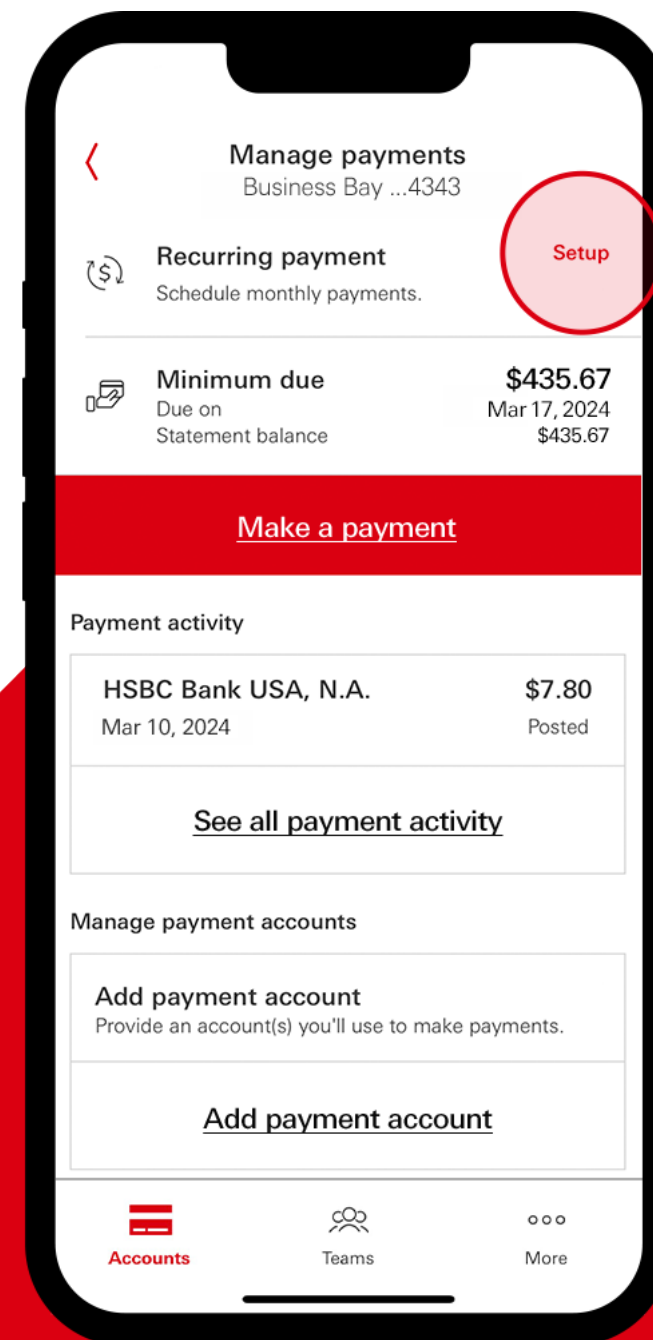 Manage payments
Business Bay ...4343
Recurring payment
Setup
Schedule monthly payments.
Minimum due $435.67
Due on Mar 17, 2024
Statement balance $435.67
Make a payment
Payment activity
HSBC Bank USA, N.A. $7.80
Mar 10, 2024 Posted
See all payment activity
Manage payment accounts
Add payment account
Provide an account(s) you'll use to make payments.
Add payment account
Accounts Teams More